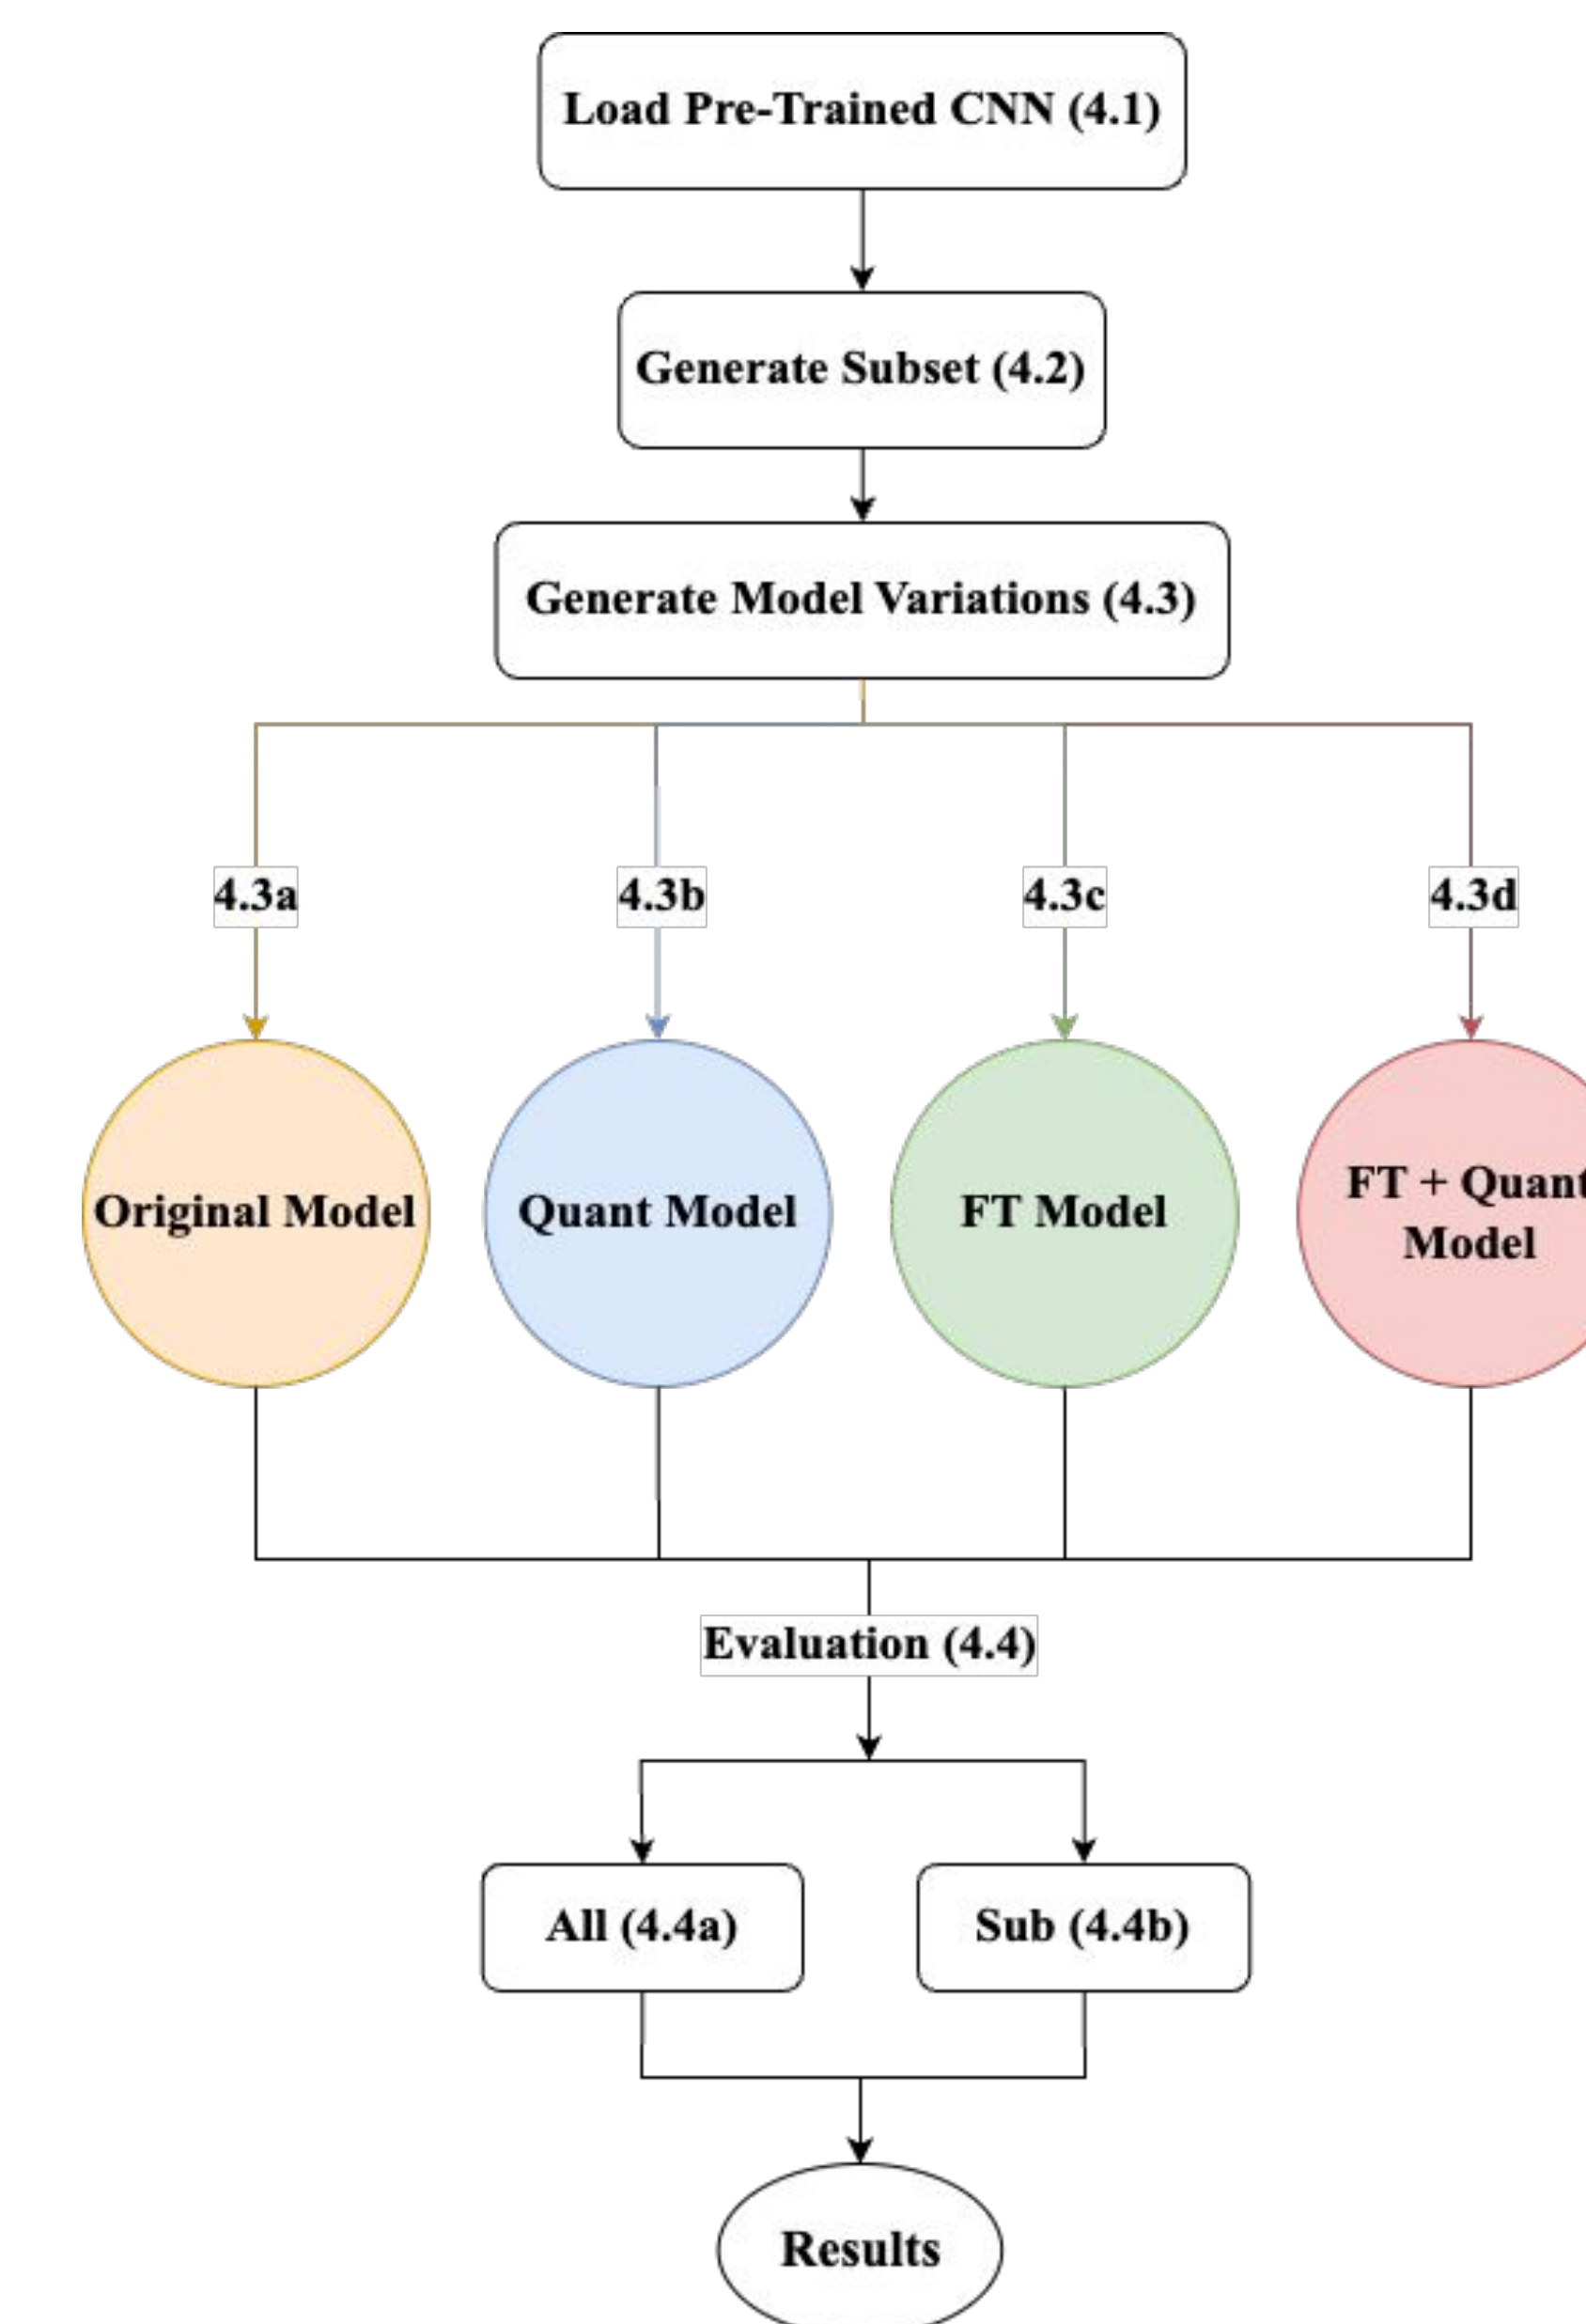 Load Pre-Trained CNN (4.1)
Generate Subset (4.2)
Generate Model Variations (4.3)
4.3a
4.3b
4.3c
4.3d
Original Model
Quant Model
FT Model
FT + Quant
Model
Evaluation (4.4)
All (4.4a)
Sub (4.4b)
Results